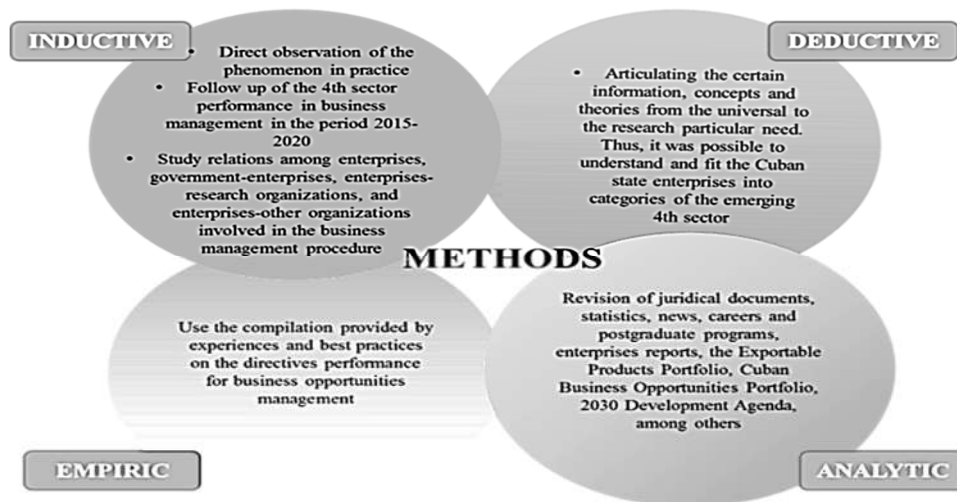 INDUCTIVE
• Direct observation of the
phenomenon in practice
• Follow up of the 4th sector
performance in business
management in the period 2015-
2020
• Study relations among enterprises,
government-enterprises, enterprises-
research organizations, and
enterprises-other organizations
involved in the business
management procedure
DEDUCTIVE
• Articulating the certain
information, concepts and
theories from the universal to
the research particular need.
Thus, it was possible to
understand and fit the Cuban
state enterprises into
categories of the emerging
4th sector
METHODS
Use the compilation provided by
experiences and best practices
on the directives performance
for business opportunities
management
EMPIRIC
Revision of juridical documents,
statistics, news, careers and
postgraduate programs,
enterprises reports, the Exportable
Products Portfolio, Cuban
Business Opportunities Portfolio,
2030 Development Agenda,
among others
ANALYTIC